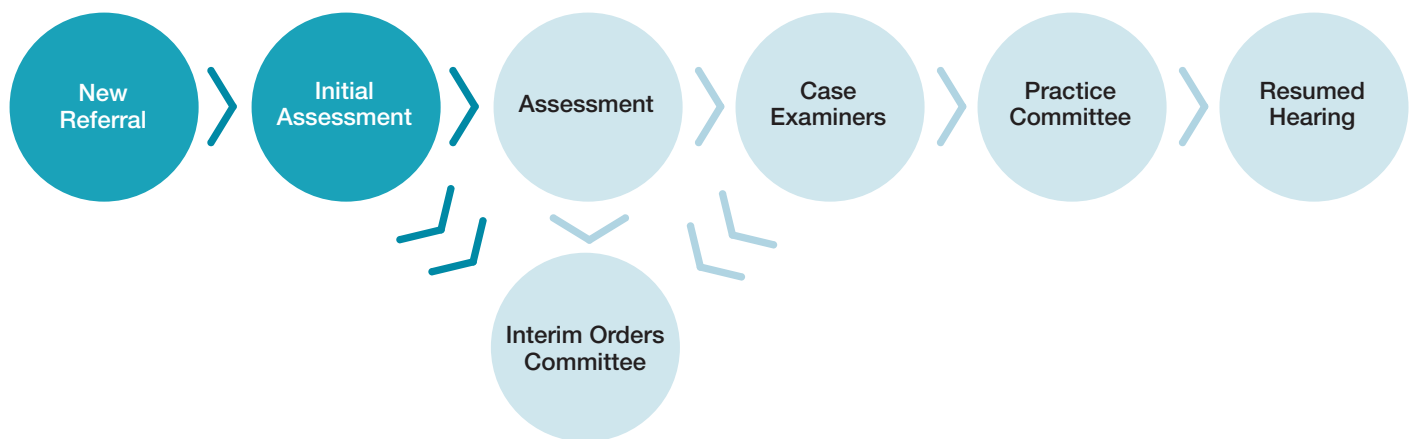 New
Referral
Initial
Assessment
Assessment
Case
Examiners
Practice
Committee
Resumed
Hearing
Interim Orders
Committee